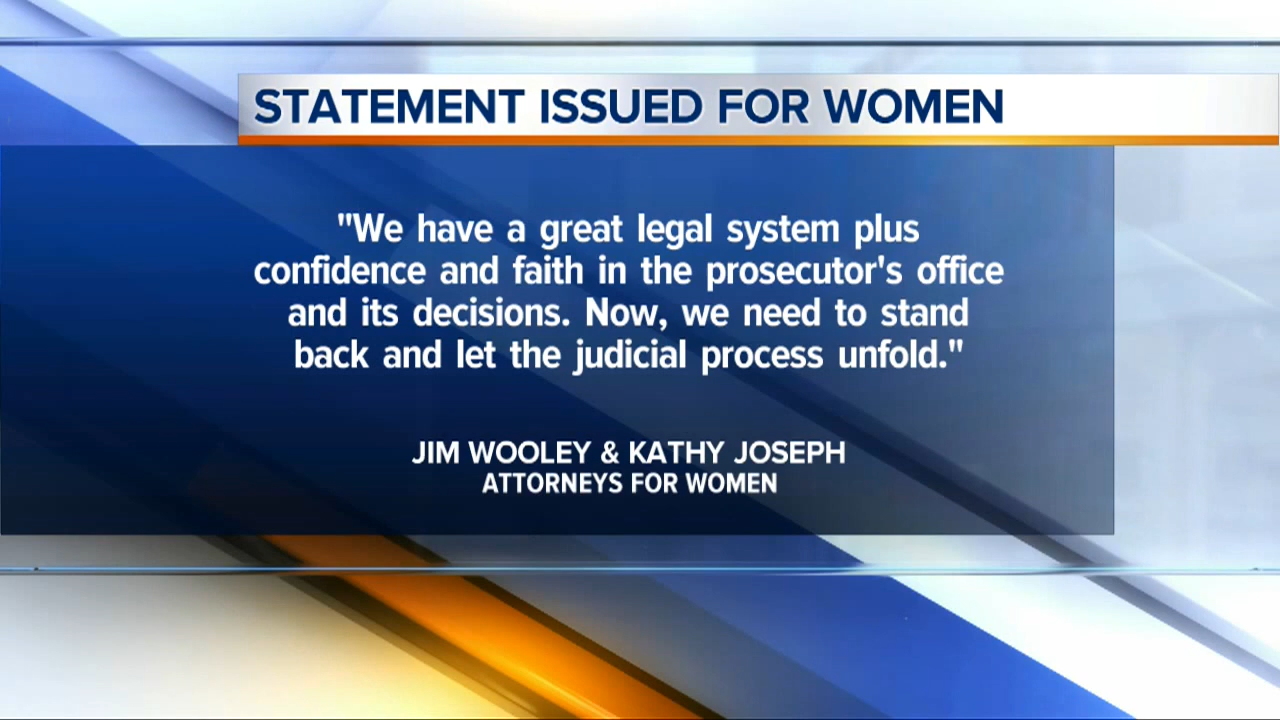 STATEMENT ISSUED FOR WOMEN
"We have a great legal system plus
confidence and faith in the prosecutor's office
and its decisions. Now, we need to stand
back and let the judicial process unfold."
JIM WOOLEY & KATHY JOSEPH
ATTORNEYS FOR WOMEN